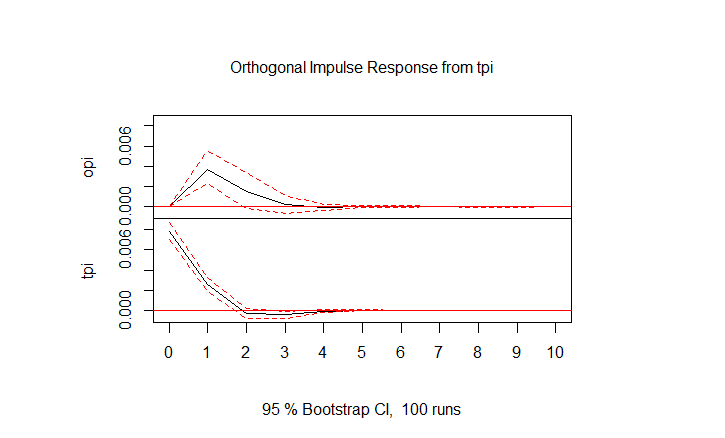 Orthogonal Impulse Response from tpi
opi
0.006
0.000
tpi
0.006
0.000
0 1 2 3 4 5 6 7 8 9 10
95 % Bootstrap CI, 100 runs